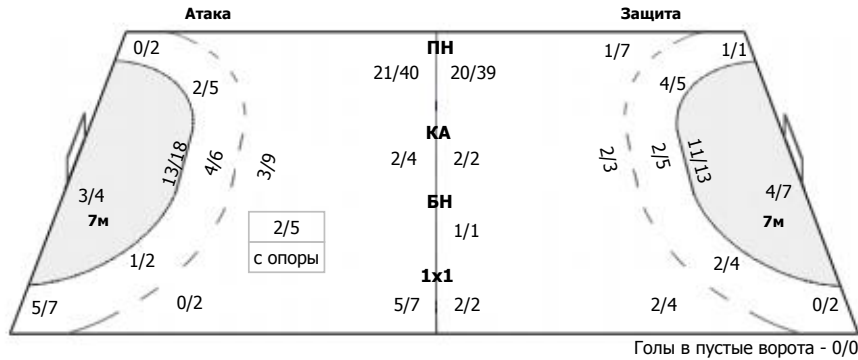 Атака Защита
0/2 ПН 1/7 1/1
21/40 20/39
2/5 4/5
КА
13/18 4/6 3/9 2/4 2/2 2/3 2/5 11/13
3/4 БН 4/7
7м 2/5 1/1 7м
с опоры
1/2 2/4
1x1
5/7 0/2 5/7 2/2 2/4 0/2
Голы в пустые ворота - 0/0